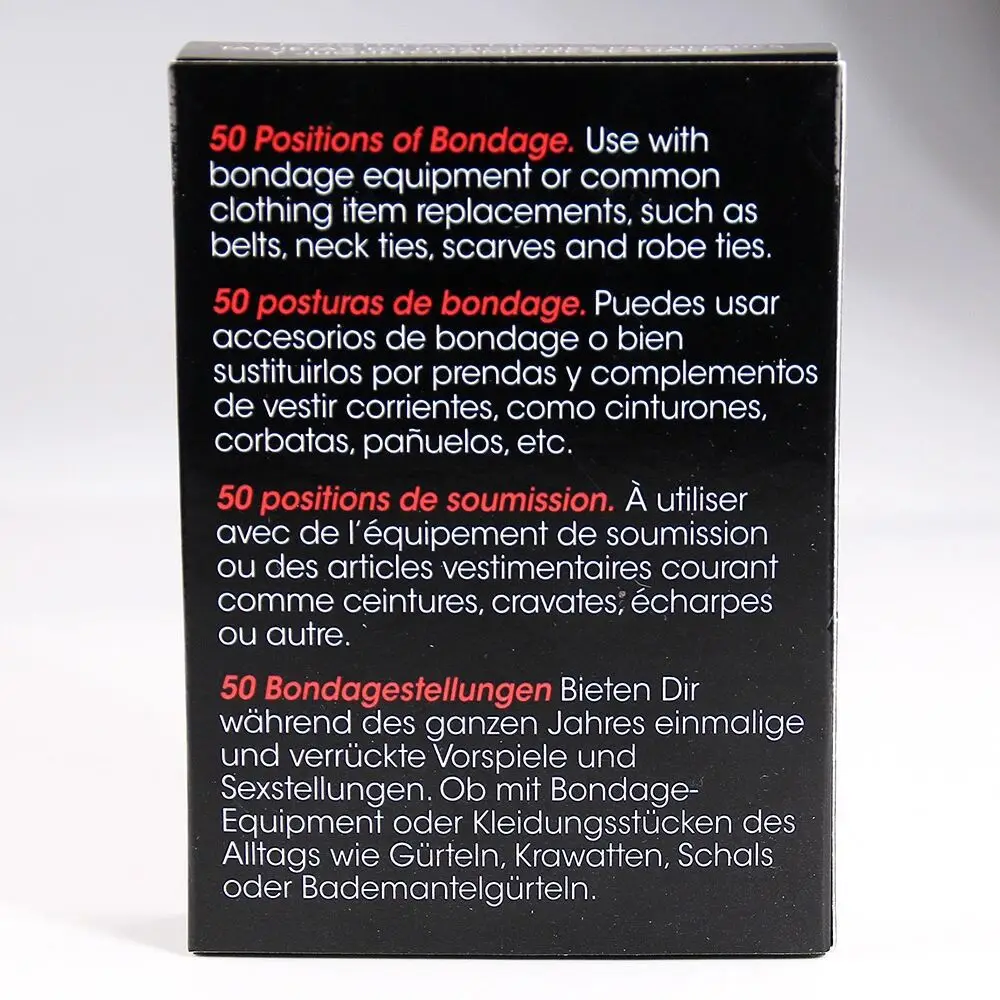 50 Positions of Bondage. Use with
bondage equipment or common
clothing item replacements, such as
belts, neck ties, scarves and robe ties.
50 posturas de bondage. Puedes usar
accesorios de bondage o bien
sustituirlos por prendas y complementos
de vestir corrientes, como cinturones,
corbatas, pañuelos, etc.
50 positions de soumission. À utiliser
avec de l'équipement de soumission
ou des articles vestimentaires courant
comme ceintures, cravates, écharpes
ou autre.
50 Bondagestellungen Bieten Dir
während des ganzen Jahres einmalige
und verrückte Vorspiele und
Sexstellungen. Ob mit Bondage-
Equipment oder Kleidungsstücken des
Alltags wie Gürteln, Krawatten, Schals
oder Bademantelgürteln.